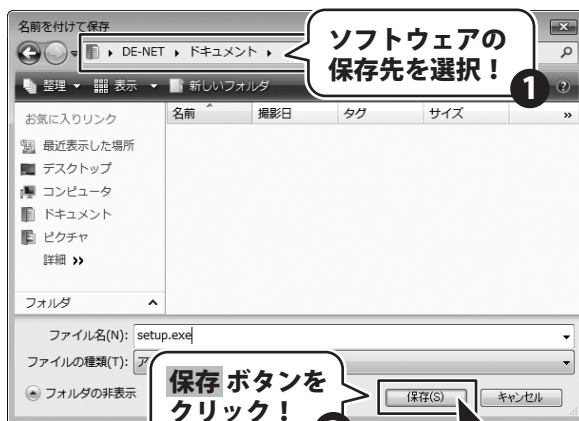 名前を付けて保存
DE-NET ▸ ドキュメント ▸
ソフトウェアの
保存先を選択！
1
整理 ▼ 表示 ▼ 新しいフォルダ
お気に入りリンク
名前 撮影日 タグ サイズ »
最近表示した場所
デスクトップ
コンピュータ
ドキュメント
ピクチャ
詳細 »
フォルダ
ファイル名(N): setup.exe
ファイルの種類(T): ア
保存ボタンを
クリック！
フォルダの非表示
保存(S) キャンセル